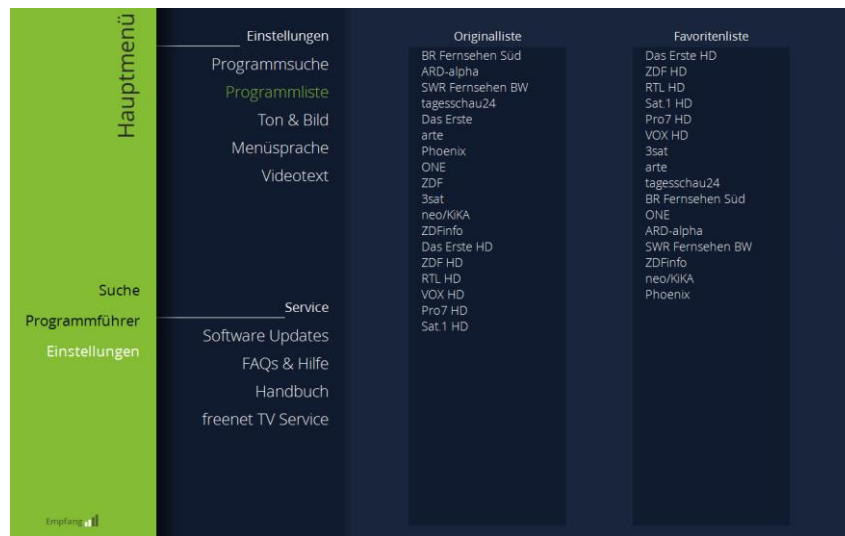 Hauptmenü
Suche
Programmführer
Einstellungen
Empfang
Einstellungen
Programmsuche
Programmliste
Ton & Bild
Menüsprache
Videotext
Service
Software Updates
FAQs & Hilfe
Handbuch
freenet TV Service
Originalliste
BR Fernsehen Süd
ARD-alpha
SWR Fernsehen BW
tagesschau24
Das Erste
arte
Phoenix
ONE
ZDF
3sat
neo/KiKA
ZDFinfo
Das Erste HD
ZDF HD
RTL HD
VOX HD
Pro7 HD
Sat.1 HD
Favoritenliste
Das Erste HD
ZDF HD
RTL HD
Sat.1 HD
Pro7 HD
VOX HD
3sat
arte
tagesschau24
BR Fernsehen Süd
ONE
ARD-alpha
SWR Fernsehen BW
ZDFinfo
neo/KiKA
Phoenix